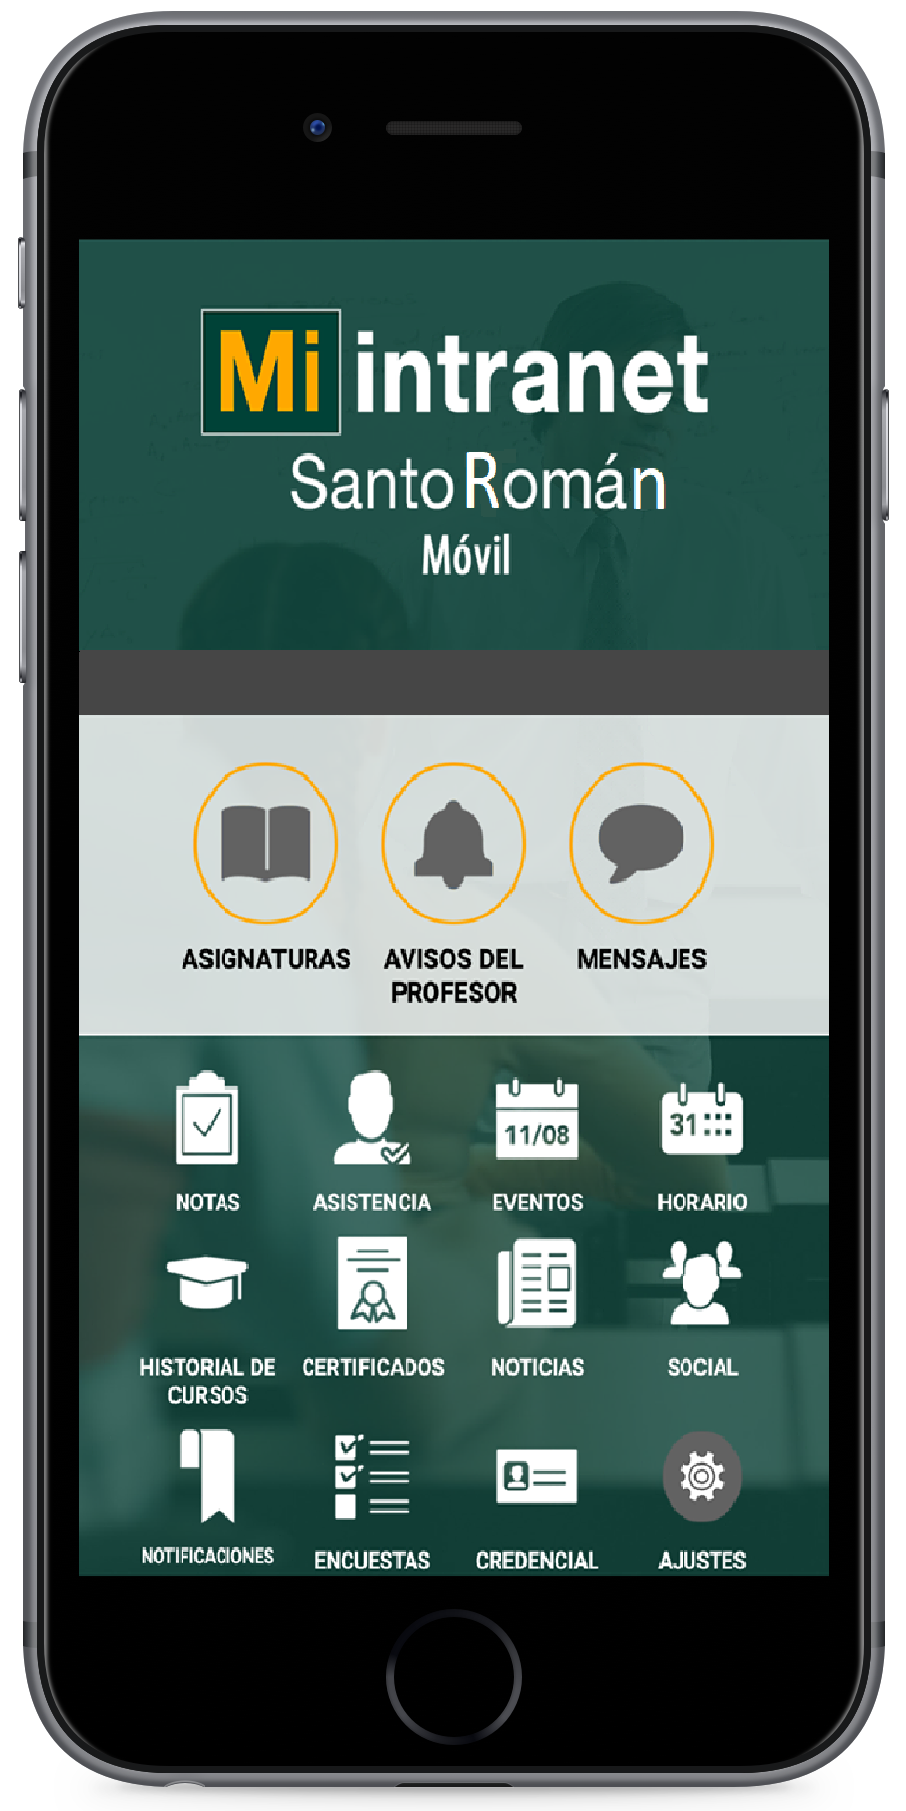 Mi intranet
Santo Román
Móvil
ASIGNATURAS
AVISOS DEL
PROFESOR
MENSAJES
11/08
31
NOTAS
ASISTENCIA
EVENTOS
HORARIO
HISTORIAL DE
CURSOS
CERTIFICADOS
NOTICIAS
SOCIAL
NOTIFICACIONES
ENCUESTAS
CREDENCIAL
AJUSTES